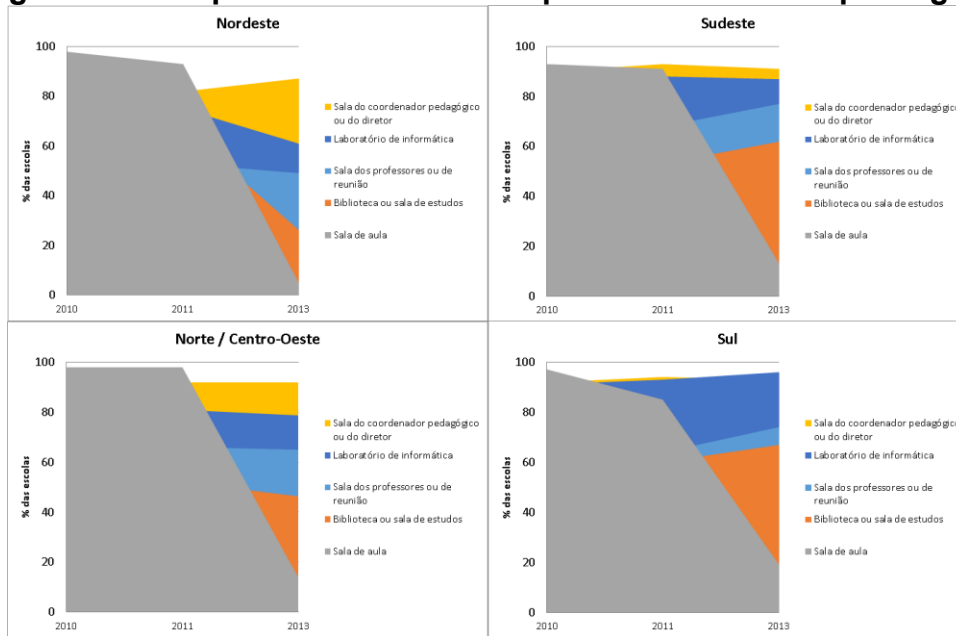 Nordeste
100
80
60
40
20
0
% das escolas
2010
2011
2013
Sala do coordenador pedagógico
ou do diretor
Laboratório de informática
Sala dos professores ou de
reunião
Biblioteca ou sala de estudos
Sala de aula
Sudeste
100
80
60
40
20
0
% das escolas
2010
2011
2013
Sala do coordenador pedagógico
ou do diretor
Laboratório de informática
Sala dos professores ou de
reunião
Biblioteca ou sala de estudos
Sala de aula
Norte / Centro-Oeste
100
80
60
40
20
0
% das escolas
2010
2011
2013
Sala do coordenador pedagógico
ou do diretor
Laboratório de informática
Sala dos professores ou de
reunião
Biblioteca ou sala de estudos
Sala de aula
Sul
100
80
60
40
20
0
% das escolas
2010
2011
2013
Sala do coordenador pedagógico
ou do diretor
Laboratório de informática
Sala dos professores ou de
reunião
Biblioteca ou sala de estudos
Sala de aula